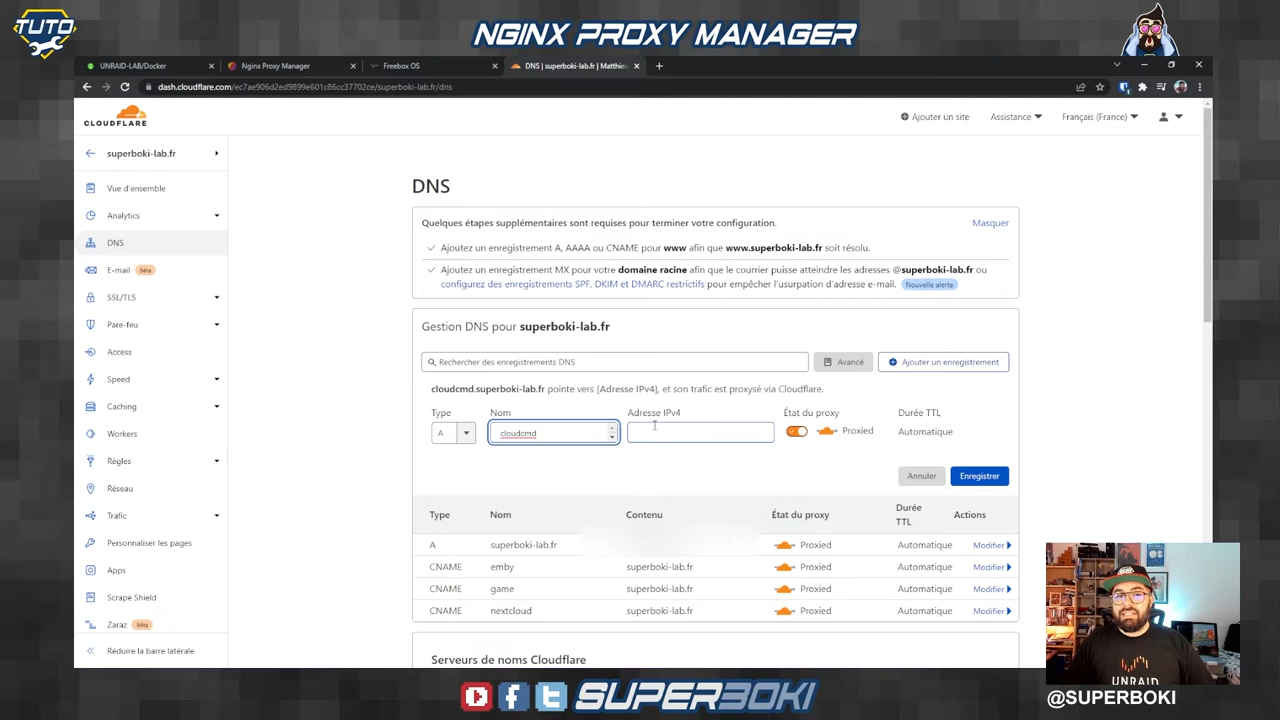 TUTO
NGINX PROXY MANAGER
UNRAID-LAB/Docker
Nginx Proxy Manager
Freebox OS
DNS | superboki-lab.fr | Matthieu
dash.cloudflare.com/ec7ae906d2ed9899e601c86cc37702ce/superboki-lab.fr/dns
CLOUDFLARE
Ajouter un site
Assistance
Français (France)
superboki-lab.fr
Vue d'ensemble
Analytics
DNS
E-mail Bêta
SSL/TLS
Pare-feu
Access
Speed
Caching
Workers
Règles
Réseau
Trafic
Personnaliser les pages
Apps
Scrape Shield
Zaraz Bêta
Réduire la barre latérale
DNS
Quelques étapes supplémentaires sont requises pour terminer votre configuration. Masquer
Ajoutez un enregistrement A, AAAA ou CNAME pour www afin que www.superboki-lab.fr soit résolu.
Ajoutez un enregistrement MX pour votre domaine racine afin que le courrier puisse atteindre les adresses @superboki-lab.fr ou
configurez des enregistrements SPF, DKIM et DMARC restrictifs pour empêcher l'usurpation d'adresse e-mail. Nouvelle alerte
Gestion DNS pour superboki-lab.fr
Rechercher des enregistrements DNS
Avancé
Ajouter un enregistrement
cloudcmd.superboki-lab.fr pointe vers [Adresse IPv4], et son trafic est proxysé via Cloudflare.
Type Nom Adresse IPv4 État du proxy Durée TTL
A cloudcmd Proxied Automatique
Annuler Enregistrer
Type Nom Contenu État du proxy Durée TTL Actions
A superboki-lab.fr Proxied Automatique Modifier
CNAME emby superboki-lab.fr Proxied Automatique Modifier
CNAME game superboki-lab.fr Proxied Automatique Modifier
CNAME nextcloud superboki-lab.fr Proxied Automatique Modifier
Serveurs de noms Cloudflare
UNRAID
@SUPERBOKI
SUPERBOKI